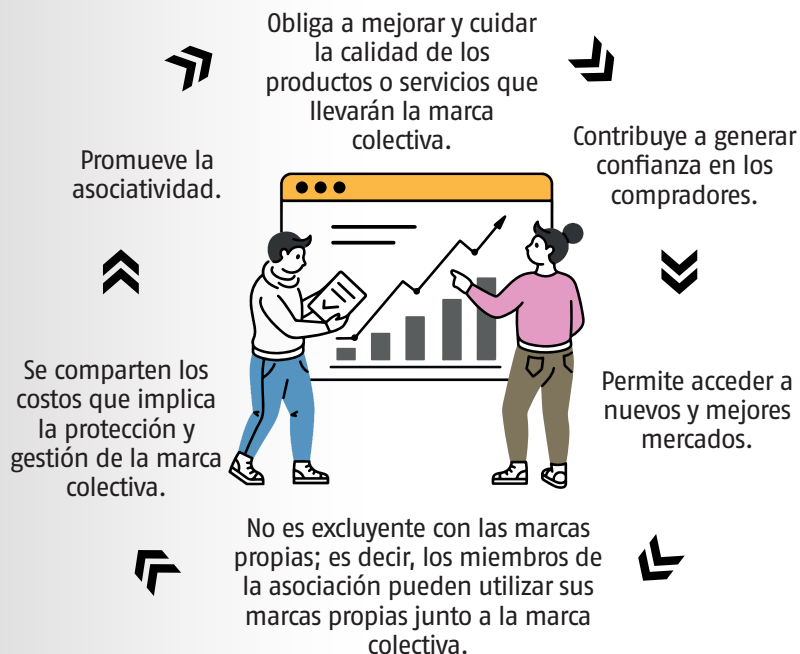 Obliga a mejorar y cuidar
la calidad de los
productos o servicios que
llevarán la marca
colectiva.
Contribuye a generar
confianza en los
compradores.
Permite acceder a
nuevos y mejores
mercados.
No es excluyente con las marcas
propias; es decir, los miembros de
la asociación pueden utilizar sus
marcas propias junto a la marca
colectiva.
Se comparten los
costos que implica
la protección y
gestión de la marca
colectiva.
Promueve la
asociatividad.